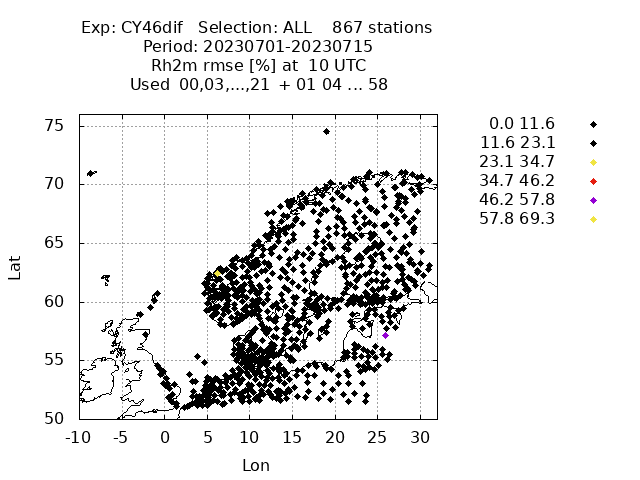 Exp: CY46dif   Selection: ALL    867 stations
Period: 20230701-20230715
Rh2m rmse [%] at  10 UTC
Used  00,03,...,21  + 01 04 ... 58
0.0 11.6
11.6 23.1
23.1 34.7
34.7 46.2
46.2 57.8
57.8 69.3
75
70
65
60
55
50
Lat
-10 -5 0 5 10 15 20 25 30
Lon